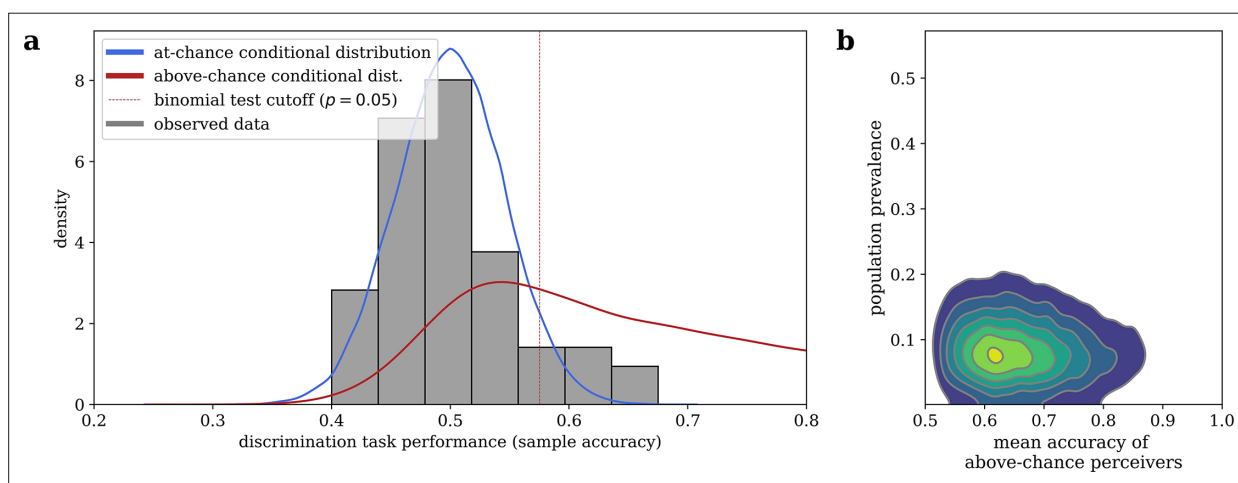 a
at-chance conditional distribution
above-chance conditional dist.
binomial test cutoff (p = 0.05)
observed data
density
0
2
4
6
8
0.2 0.3 0.4 0.5 0.6 0.7 0.8
discrimination task performance (sample accuracy)
b
population prevalence
0.5
0.4
0.3
0.2
0.1
0.5 0.6 0.7 0.8 0.9 1.0
mean accuracy of
above-chance perceivers